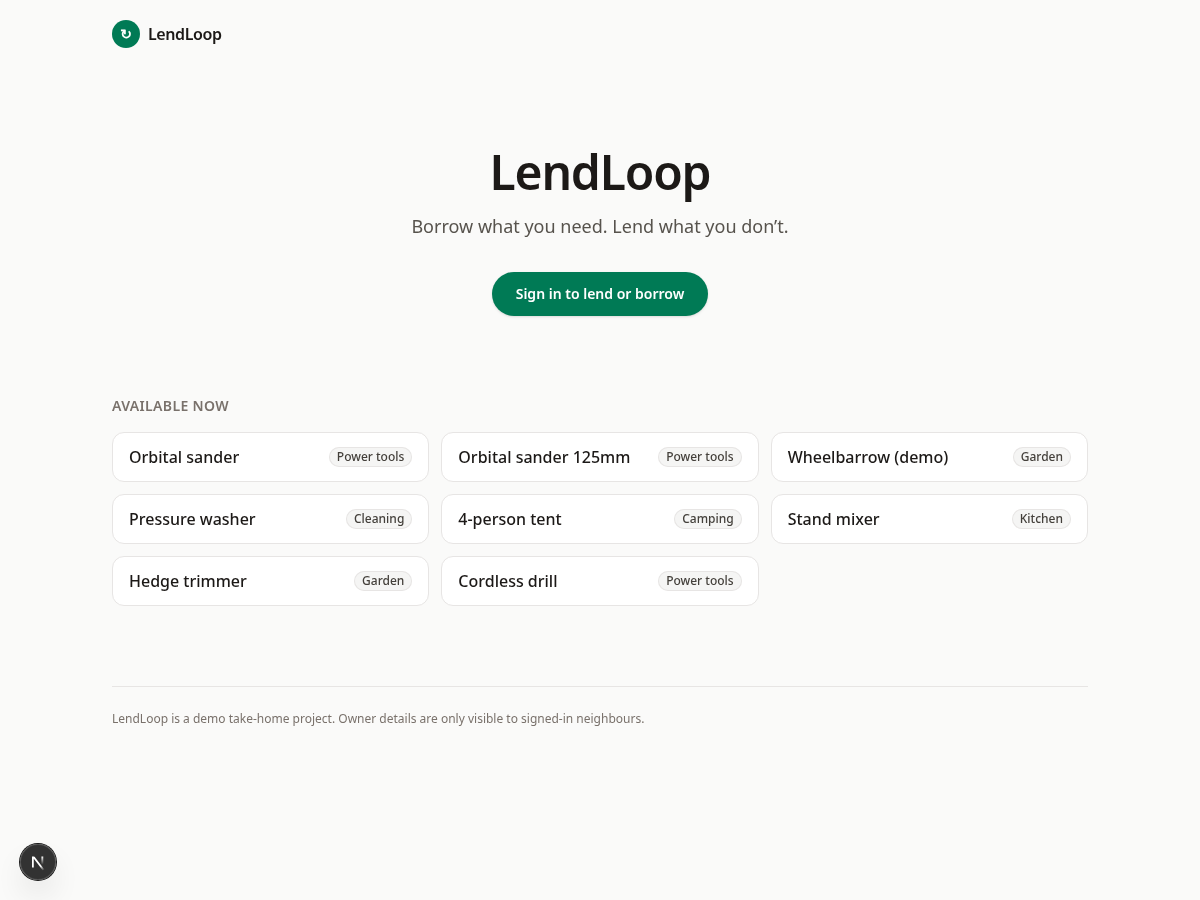 LendLoop
LendLoop
Borrow what you need. Lend what you don’t.
Sign in to lend or borrow
AVAILABLE NOW
Orbital sander Power tools
Orbital sander 125mm Power tools
Wheelbarrow (demo) Garden
Pressure washer Cleaning
4-person tent Camping
Stand mixer Kitchen
Hedge trimmer Garden
Cordless drill Power tools
LendLoop is a demo take-home project. Owner details are only visible to signed-in neighbours.
N